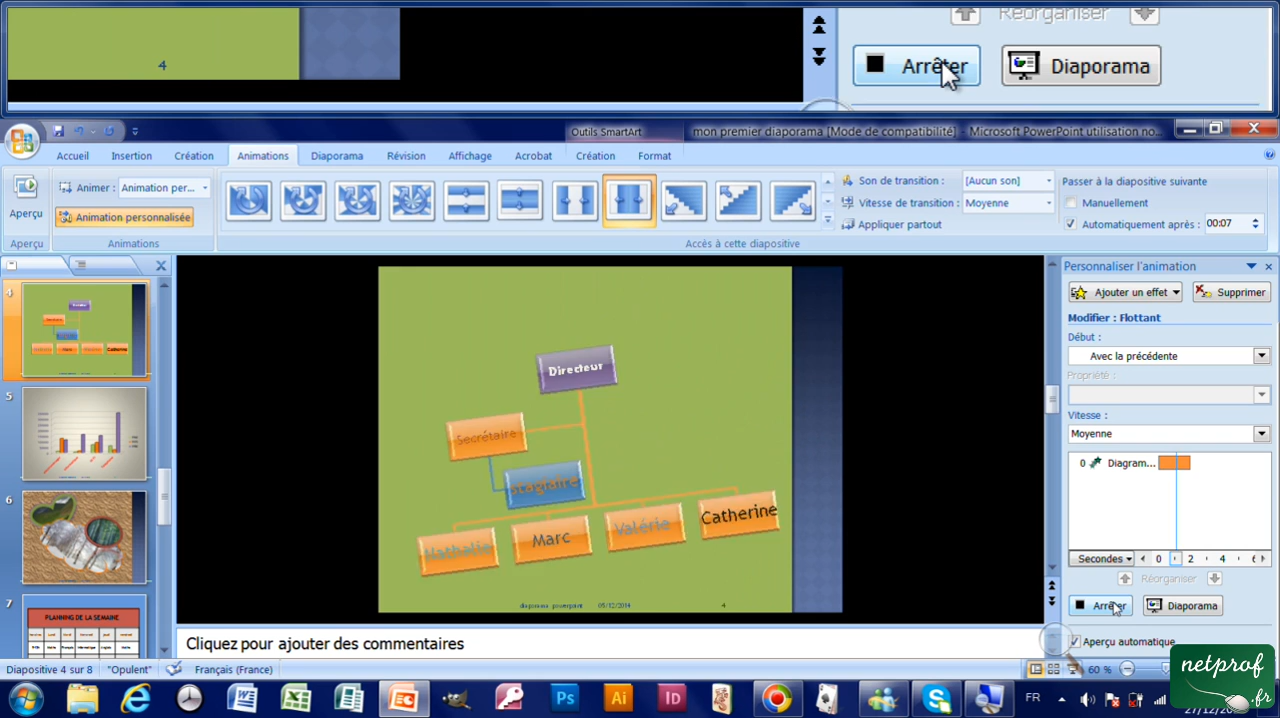 4
Réorganiser
Arrêter
Diaporama
Outils SmartArt
mon premier diaporama [Mode de compatibilité] - Microsoft PowerPoint utilisation no...
Accueil
Insertion
Création
Animations
Diaporama
Révision
Affichage
Acrobat
Création
Format
Aperçu
Animer :
Animation per...
Animation personnalisée
Son de transition :
[Aucun son]
Vitesse de transition :
Moyenne
Appliquer partout
Passer à la diapositive suivante
Manuellement
Automatiquement après :
00:07
Aperçu
Animations
Accès à cette diapositive
4
5
6
7
PLANNING DE LA SEMAINE
Directeur
Secrétaire
Stagiaire
Nathalie
Marc
Valérie
Catherine
diaporama powerpoint
05/12/2014
4
Personnaliser l'animation
Ajouter un effet
Supprimer
Modifier : Flottant
Début :
Avec la précédente
Propriété :
Vitesse :
Moyenne
0
Diagram...
Secondes
0
2
4
6
Réorganiser
Arrêter
Diaporama
Aperçu automatique
Cliquez pour ajouter des commentaires
Diapositive 4 sur 8
"Opulent"
Français (France)
60 %
FR
netprof
.fr